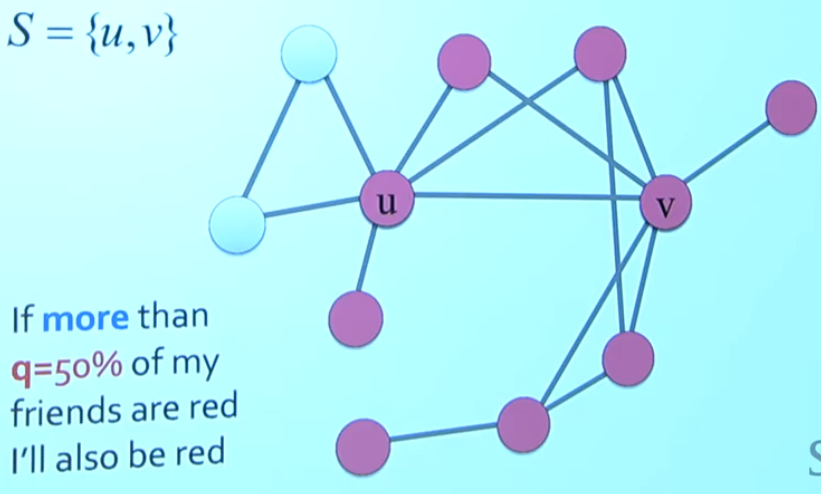 S = {u, v}
u
v
If more than
q=50% of my
friends are red
I'll also be red
S